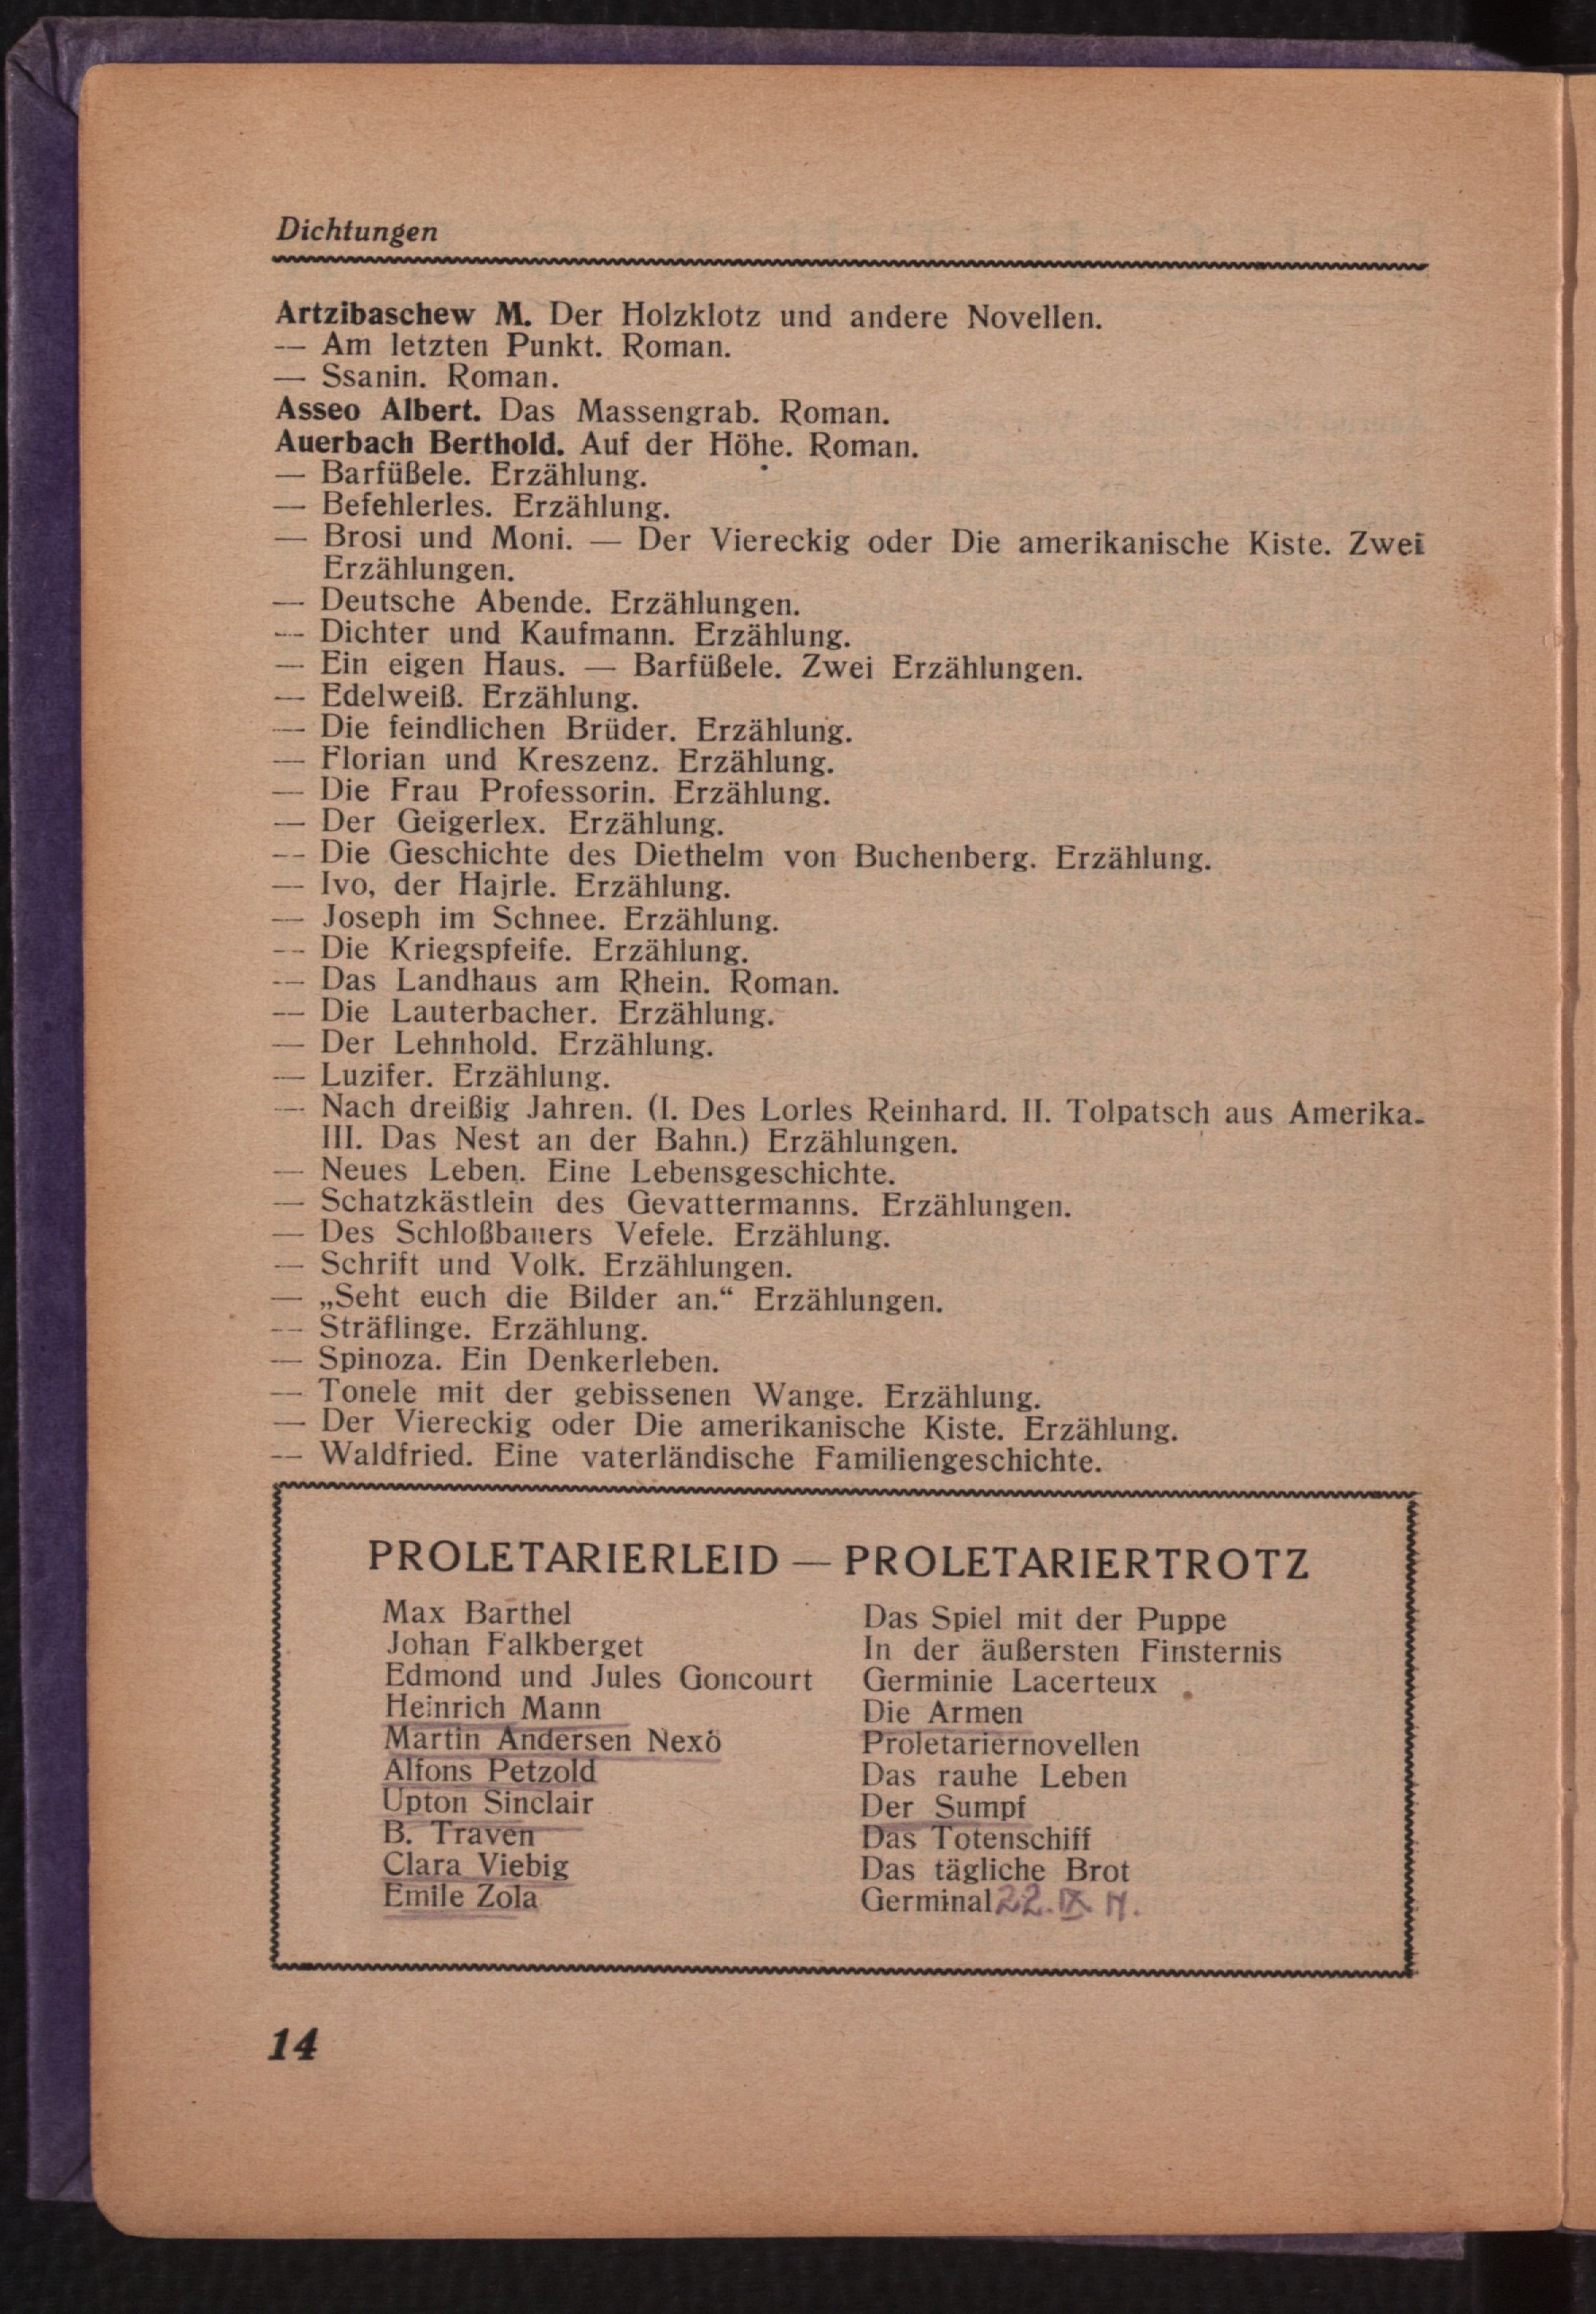 Dichtungen
Artzibaschew M. Der Holzklotz und andere Novellen.
— Am letzten Punkt. Roman.
— Ssanin. Roman.
Asseo Albert. Das Massengrab. Roman.
Auerbach Berthold. Auf der Höhe. Roman.
— Barfüßele. Erzählung.
— Befehlerles. Erzählung.
— Brosi und Moni. — Der Viereckig oder Die amerikanische Kiste. Zwei
Erzählungen.
— Deutsche Abende. Erzählungen.
— Dichter und Kaufmann. Erzählung.
— Ein eigen Haus. — Barfüßele. Zwei Erzählungen.
— Edelweiß. Erzählung.
— Die feindlichen Brüder. Erzählung.
— Florian und Kreszenz. Erzählung.
— Die Frau Professorin. Erzählung.
— Der Geigerlex. Erzählung.
— Die Geschichte des Diethelm von Buchenberg. Erzählung.
— Ivo, der Hajrle. Erzählung.
— Joseph im Schnee. Erzählung.
— Die Kriegspfeife. Erzählung.
— Das Landhaus am Rhein. Roman.
— Die Lauterbacher. Erzählung.
— Der Lehnhold. Erzählung.
— Luzifer. Erzählung.
— Nach dreißig Jahren. (I. Des Lorles Reinhard. II. Tolpatsch aus Amerika.
III. Das Nest an der Bahn.) Erzählungen.
— Neues Leben. Eine Lebensgeschichte.
— Schatzkästlein des Gevattermanns. Erzählungen.
— Des Schloßbauers Vefele. Erzählung.
— Schrift und Volk. Erzählungen.
— „Seht euch die Bilder an.“ Erzählungen.
— Sträflinge. Erzählung.
— Spinoza. Ein Denkerleben.
— Tonele mit der gebissenen Wange. Erzählung.
— Der Viereckig oder Die amerikanische Kiste. Erzählung.
— Waldfried. Eine vaterländische Familiengeschichte.
PROLETARIERLEID — PROLETARIERTROTZ
Max Barthel Das Spiel mit der Puppe
Johan Falkberget In der äußersten Finsternis
Edmond und Jules Goncourt Germinie Lacerteux
Heinrich Mann Die Armen
Martin Andersen Nexö Proletariernovellen
Alfons Petzold Das rauhe Leben
Upton Sinclair Der Sumpf
B. Traven Das Totenschiff
Clara Viebig Das tägliche Brot
Emile Zola Germinal 22. IX
14